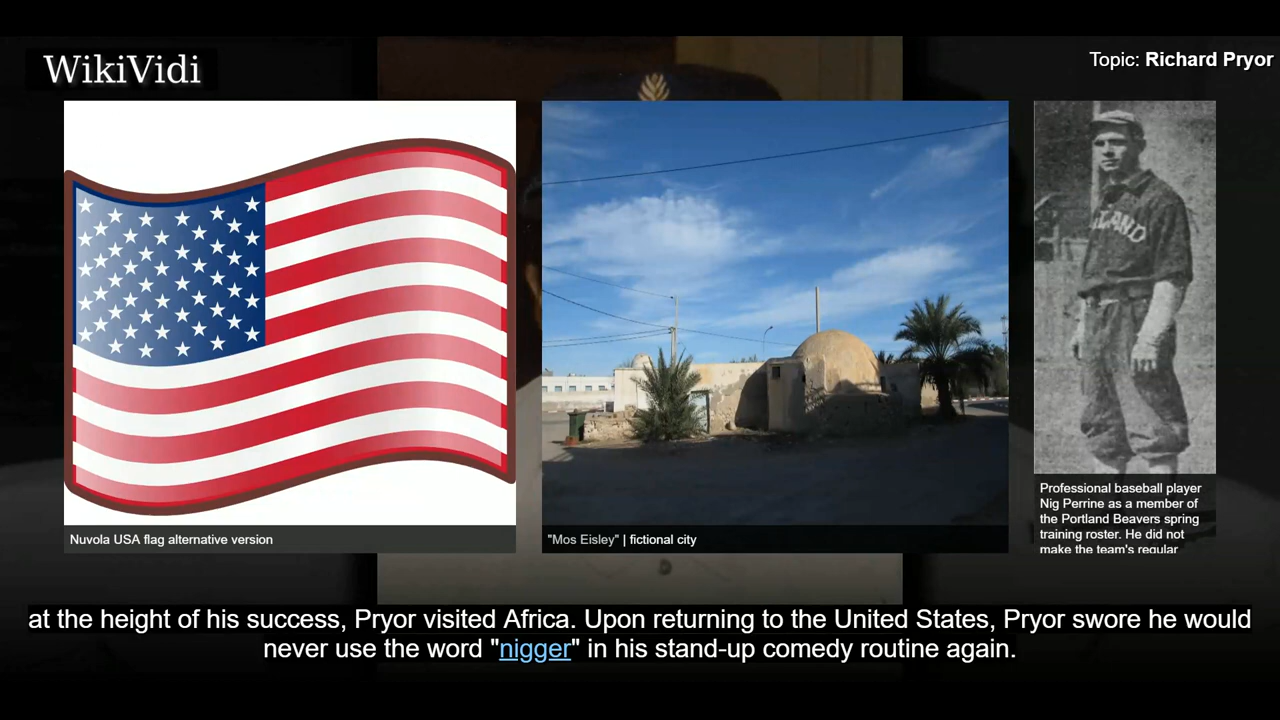 WikiVidi
Topic: Richard Pryor
LAND
Nuvola USA flag alternative version
"Mos Eisley" | fictional city
Professional baseball player
Nig Perrine as a member of
the Portland Beavers spring
training roster. He did not
make the team's regular
at the height of his success, Pryor visited Africa. Upon returning to the United States, Pryor swore he would
never use the word "nigger" in his stand-up comedy routine again.